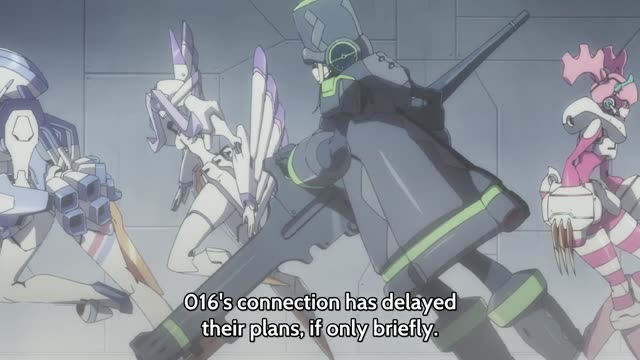 016's connection has delayed
their plans, if only briefly.